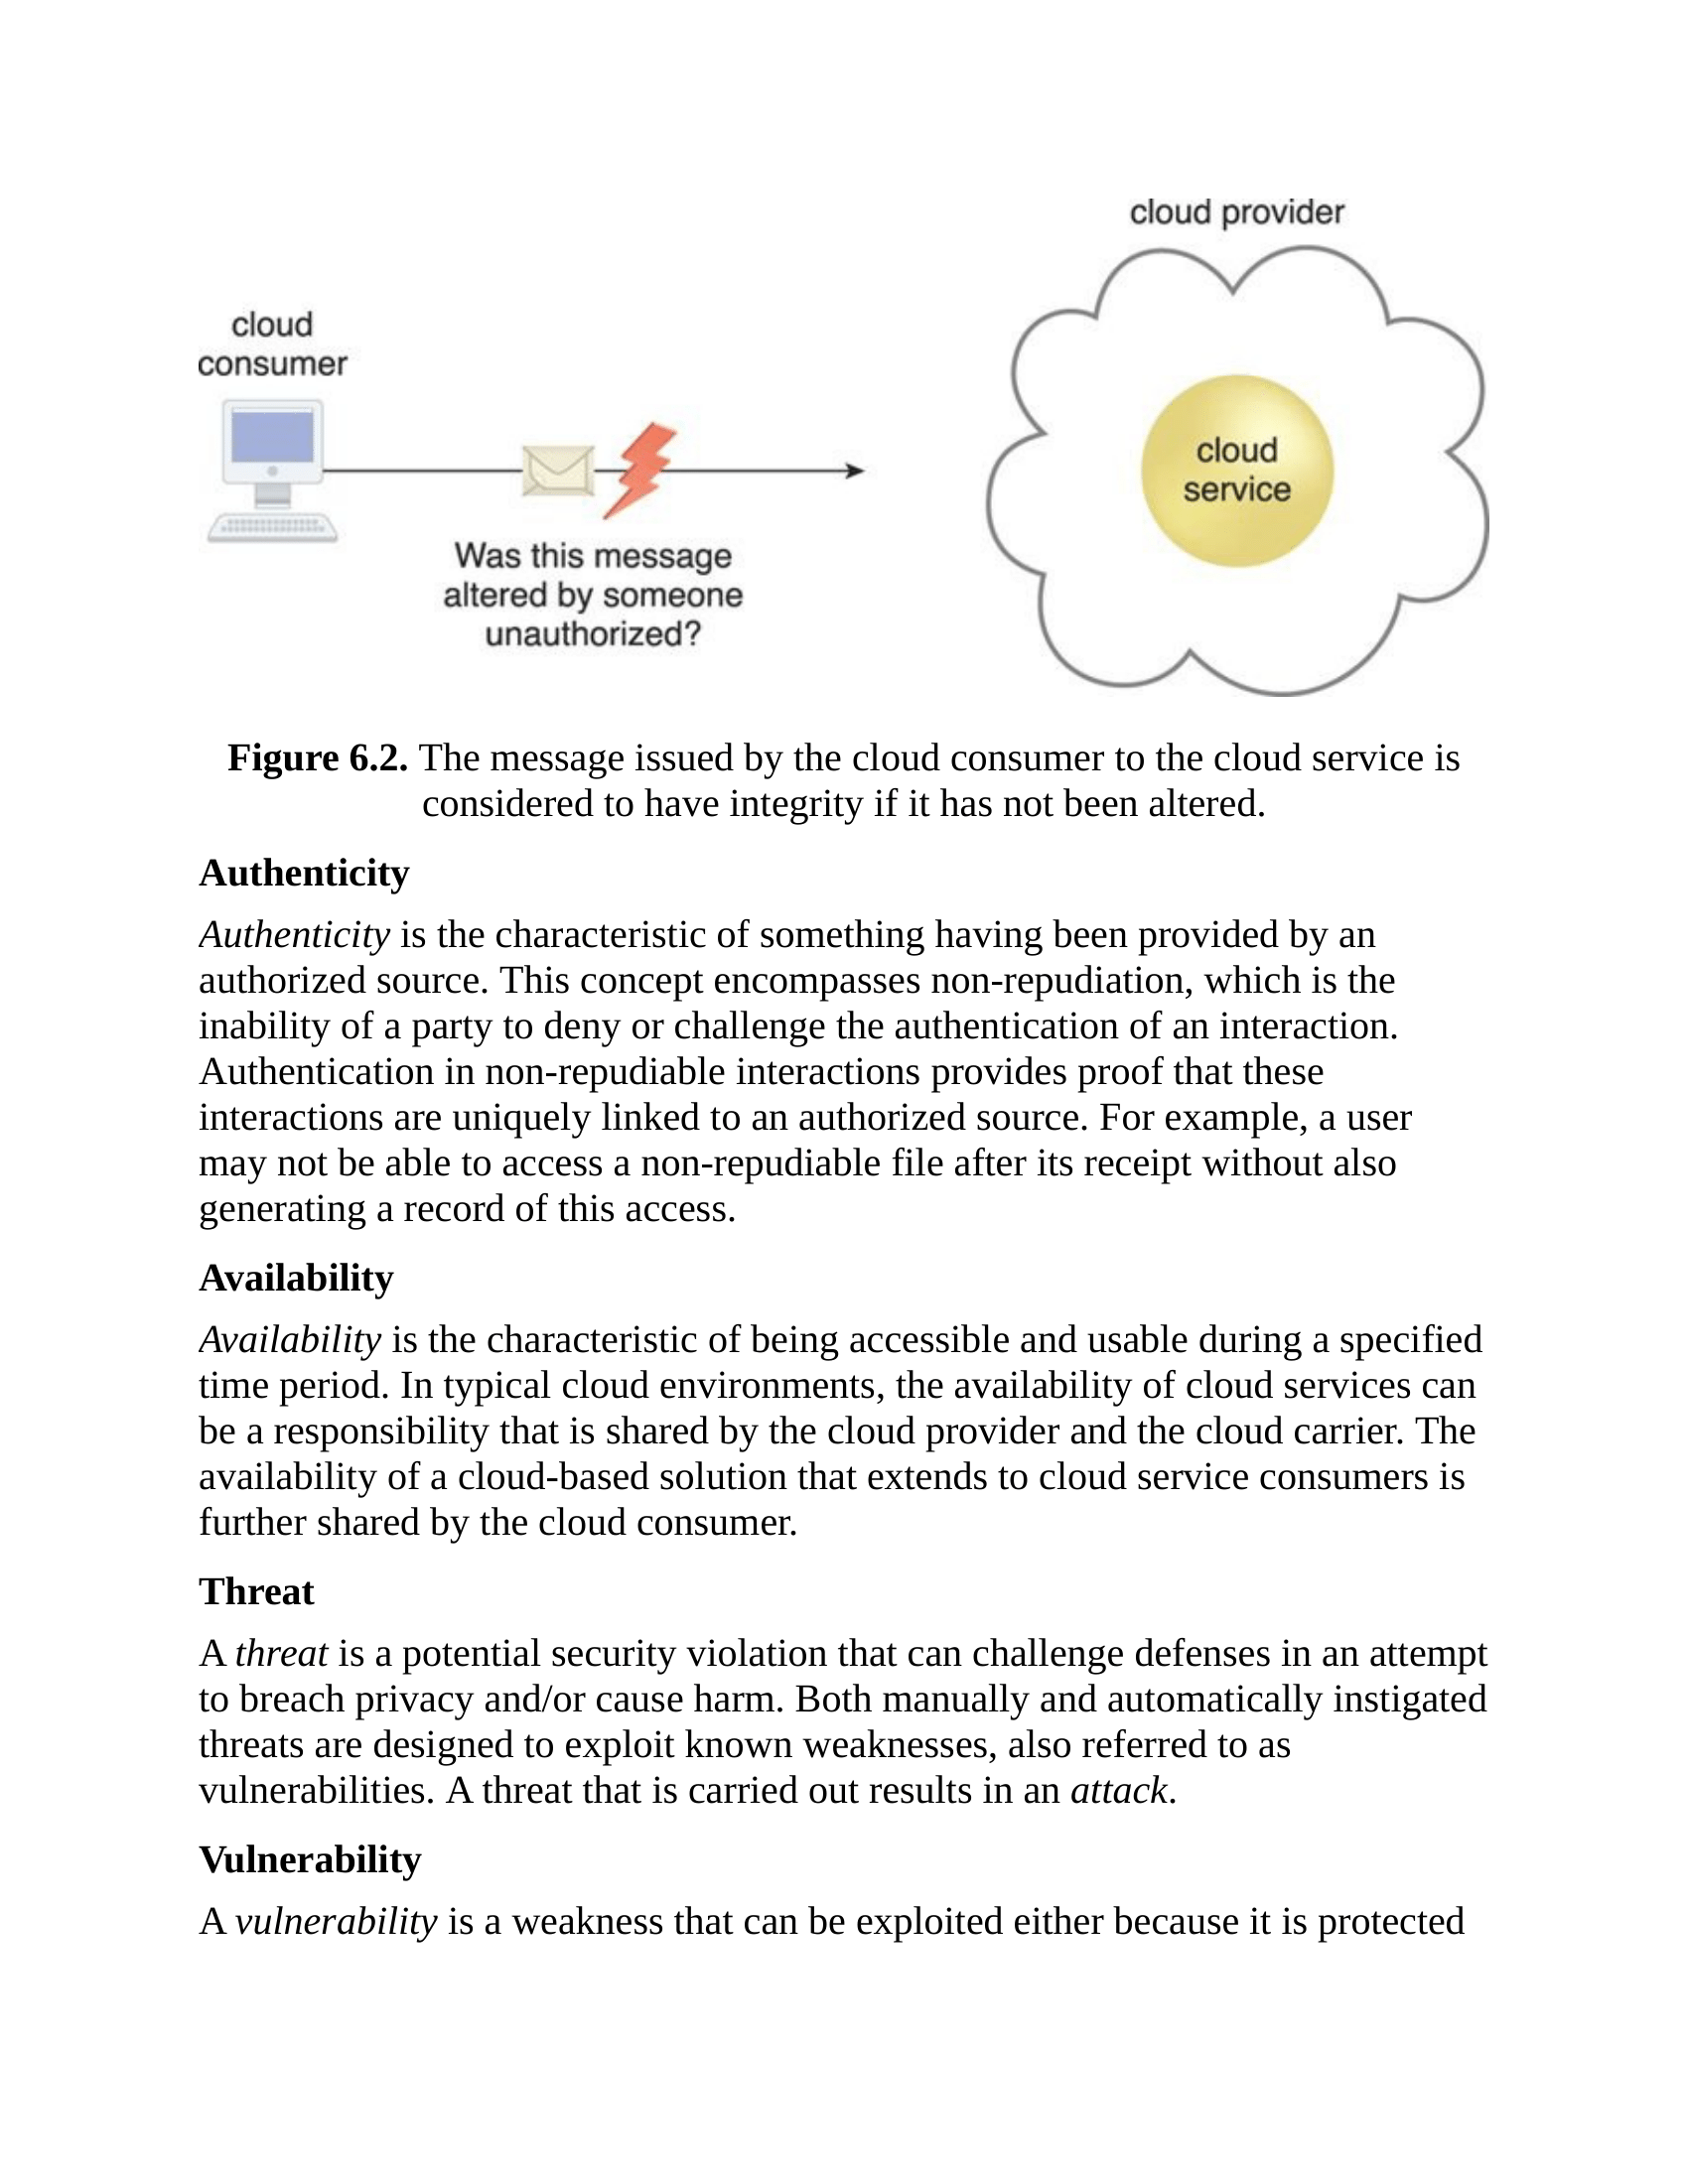 cloud provider
cloud
consumer
cloud
service
Was this message
altered by someone
unauthorized?
Figure 6.2. The message issued by the cloud consumer to the cloud service is
considered to have integrity if it has not been altered.
Authenticity
Authenticity is the characteristic of something having been provided by an
authorized source. This concept encompasses non-repudiation, which is the
inability of a party to deny or challenge the authentication of an interaction.
Authentication in non-repudiable interactions provides proof that these
interactions are uniquely linked to an authorized source. For example, a user
may not be able to access a non-repudiable file after its receipt without also
generating a record of this access.
Availability
Availability is the characteristic of being accessible and usable during a specified
time period. In typical cloud environments, the availability of cloud services can
be a responsibility that is shared by the cloud provider and the cloud carrier. The
availability of a cloud-based solution that extends to cloud service consumers is
further shared by the cloud consumer.
Threat
A threat is a potential security violation that can challenge defenses in an attempt
to breach privacy and/or cause harm. Both manually and automatically instigated
threats are designed to exploit known weaknesses, also referred to as
vulnerabilities. A threat that is carried out results in an attack.
Vulnerability
A vulnerability is a weakness that can be exploited either because it is protected